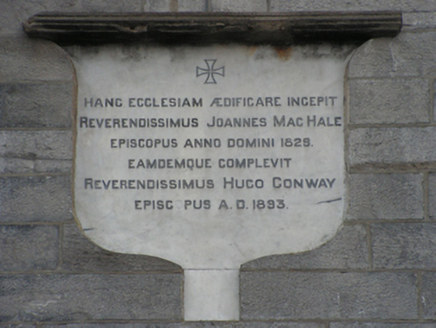 HANC ECCLESIAM ÆDIFICARE INCEPIT
REVERENDISSIMUS JOANNES MAC HALE
EPISCOPUS ANNO DOMINI 1829.
EAMDEMQUE COMPLEVIT
REVERENDISSIMUS HUGO CONWAY
EPISC PUS A.D. 1893.